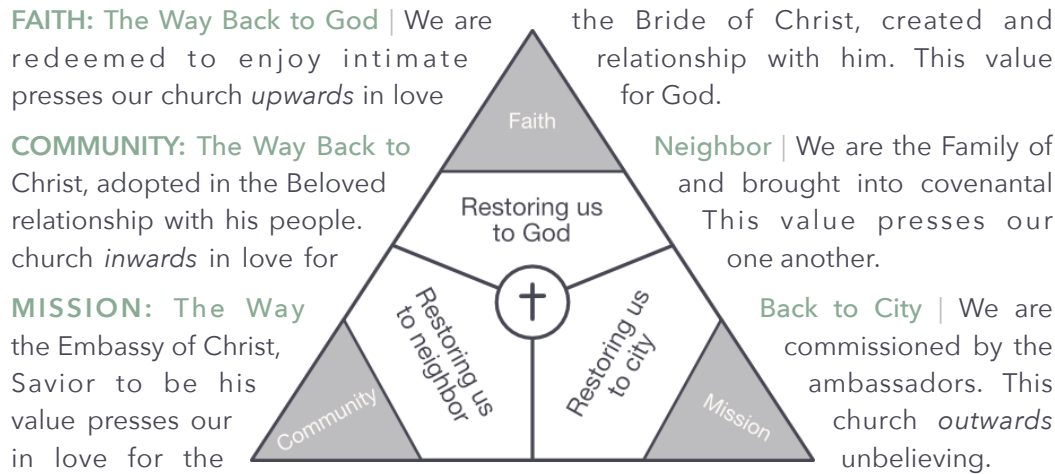 FAITH: The Way Back to God | We are the Bride of Christ, created and
redeemed to enjoy intimate relationship with him. This value
presses our church upwards in love for God.
COMMUNITY: The Way Back to Neighbor | We are the Family of
Christ, adopted in the Beloved and brought into covenantal
relationship with his people. This value presses our
church inwards in love for one another.
MISSION: The Way Back to City | We are
the Embassy of Christ, commissioned by the
Savior to be his ambassadors. This
value presses our church outwards
in love for the unbelieving.
Faith
Restoring us
to God
Restoring us
to neighbor
Restoring us
to city
Community
Mission